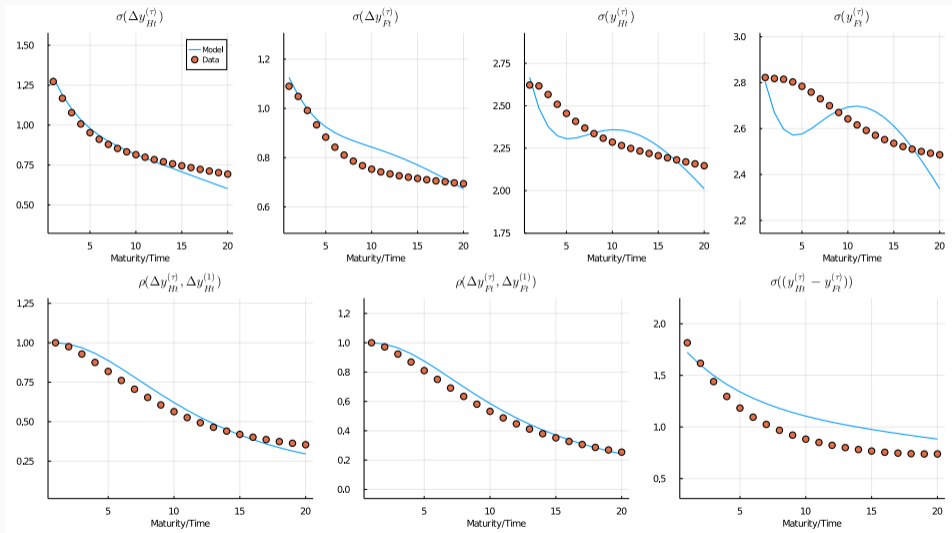 σ(Δy_{Ht}^{(τ)})
1.50
1.25
1.00
0.75
0.50
5 10 15 20
Maturity/Time
Model
Data
σ(Δy_{Ft}^{(τ)})
1.2
1.0
0.8
0.6
5 10 15 20
Maturity/Time
σ(y_{Ht}^{(τ)})
2.75
2.50
2.25
2.00
1.75
5 10 15 20
Maturity/Time
σ(y_{Ft}^{(τ)})
3.0
2.8
2.6
2.4
2.2
5 10 15 20
Maturity/Time
ρ(Δy_{Ht}^{(τ)}, Δy_{Ht}^{(1)})
1.25
1.00
0.75
0.50
0.25
5 10 15 20
Maturity/Time
ρ(Δy_{Ft}^{(τ)}, Δy_{Ft}^{(1)})
1.2
1.0
0.8
0.6
0.4
0.2
0.0
5 10 15 20
Maturity/Time
σ((y_{Ht}^{(τ)} − y_{Ft}^{(τ)}))
2.0
1.5
1.0
0.5
5 10 15 20
Maturity/Time